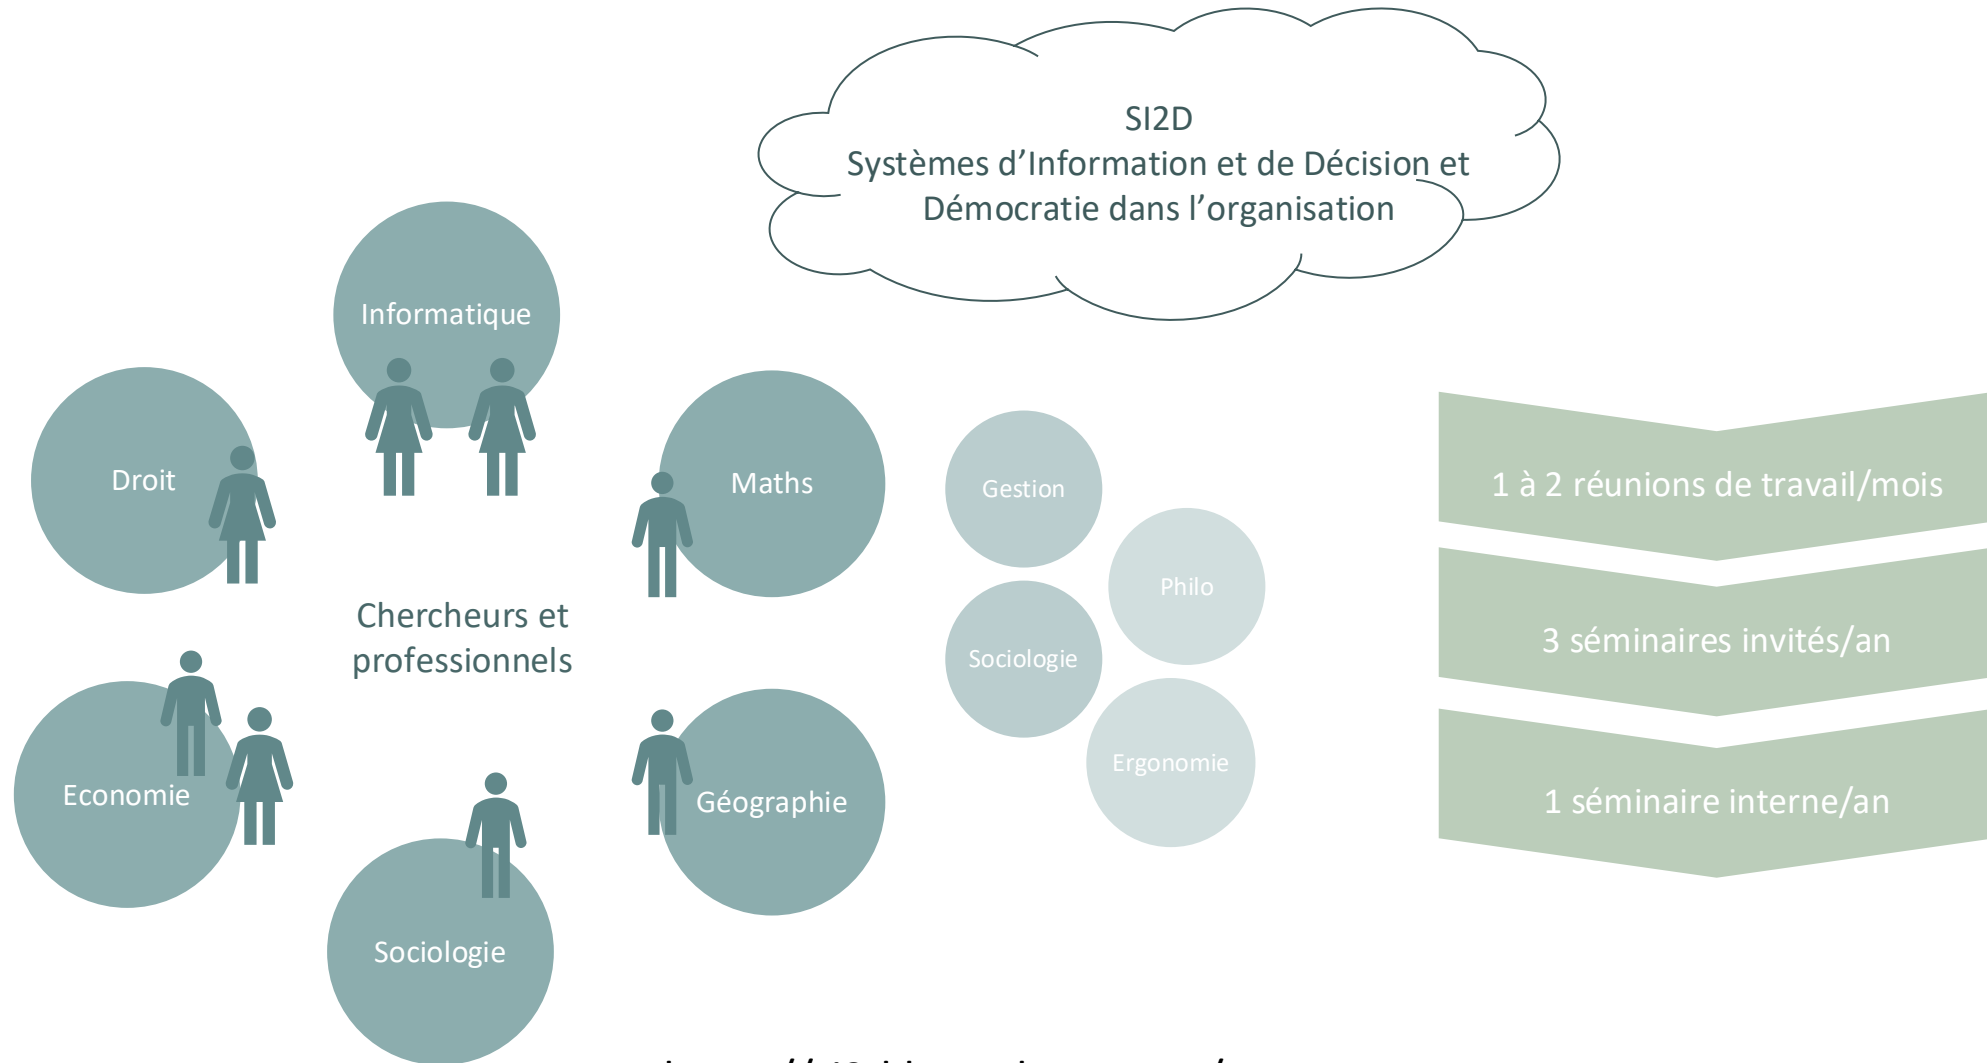 SI2D
Systèmes d’Information et de Décision et
Démocratie dans l’organisation
Informatique
Droit
Maths
Chercheurs et
professionnels
Economie
Géographie
Sociologie
Gestion
Philo
Sociologie
Ergonomie
1 à 2 réunions de travail/mois
3 séminaires invités/an
1 séminaire interne/an